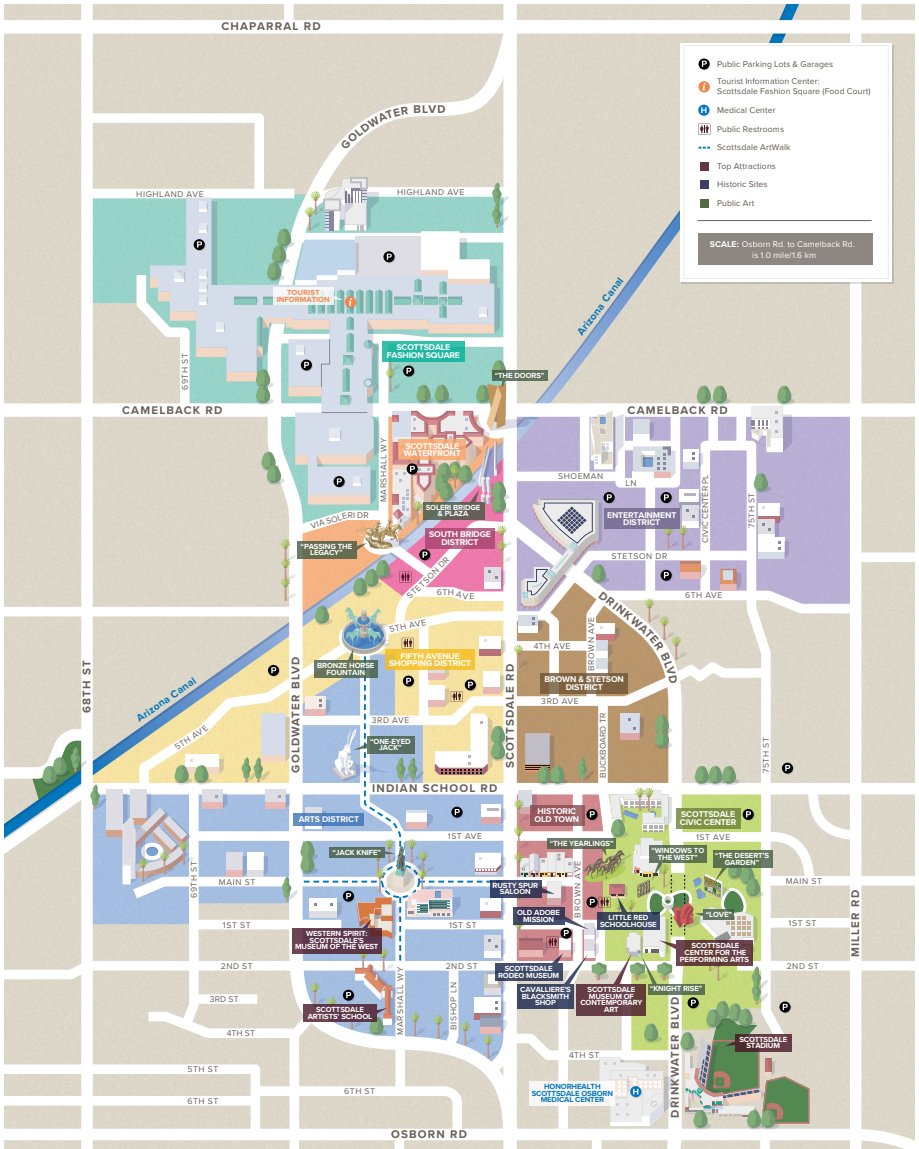 CHAPARRAL RD
GOLDWATER BLVD
P Public Parking Lots & Garages
i Tourist Information Center:
Scottsdale Fashion Square (Food Court)
H Medical Center
Public Restrooms
Scottsdale ArtWalk
Top Attractions
Historic Sites
Public Art
SCALE: Osborn Rd. to Camelback Rd.
is 1.0 mile/1.6 km
HIGHLAND AVE
HIGHLAND AVE
P
P
TOURIST
INFORMATION
i
Arizona Canal
SCOTTSDALE
FASHION SQUARE
P
P
69TH ST
"THE DOORS"
CAMELBACK RD
CAMELBACK RD
SCOTTSDALE
WATERFRONT
P
MARSHALL WY
P
SHOEMAN
LN
P
P
CIVIC CENTER PL
75TH ST
SOLERI BRIDGE
& PLAZA
ENTERTAINMENT
DISTRICT
VIA SOLERI DR
"PASSING THE
LEGACY"
SOUTH BRIDGE
DISTRICT
P
STETSON DR
STETSON DR
P
6TH AVE
6TH AVE
DRINKWATER BLVD
5TH AVE
4TH AVE
BROWN AVE
BRONZE HORSE
FOUNTAIN
FIFTH AVENUE
SHOPPING DISTRICT
P
P
P
BROWN & STETSON
DISTRICT
68TH ST
Arizona Canal
GOLDWATER BLVD
SCOTTSDALE RD
3RD AVE
3RD AVE
5TH AVE
"ONE-EYED
JACK"
BUCKBOARD TR
75TH ST
P
INDIAN SCHOOL RD
ARTS DISTRICT
P
HISTORIC
OLD TOWN
P
SCOTTSDALE
CIVIC CENTER
P
1ST AVE
1ST AVE
"JACK KNIFE"
"THE YEARLINGS"
"WINDOWS TO
THE WEST"
"THE DESERT'S
GARDEN"
69TH ST
MAIN ST
MAIN ST
RUSTY SPUR
SALOON
BROWN AVE
P
P
OLD ADOBE
MISSION
LITTLE RED
SCHOOLHOUSE
"LOVE"
MILLER RD
1ST ST
1ST ST
1ST ST
WESTERN SPIRIT:
SCOTTSDALE'S
MUSEUM OF THE WEST
P
SCOTTSDALE
CENTER FOR THE
PERFORMING ARTS
2ND ST
2ND ST
2ND ST
SCOTTSDALE
RODEO MUSEUM
CAVALLIERE'S
BLACKSMITH
SHOP
SCOTTSDALE
MUSEUM OF
CONTEMPORARY
ART
"KNIGHT RISE"
P
P
P
3RD ST
SCOTTSDALE
ARTISTS' SCHOOL
MARSHALL WY
BISHOP LN
DRINKWATER BLVD
4TH ST
4TH ST
SCOTTSDALE
STADIUM
5TH ST
6TH ST
6TH ST
HONORHEALTH
SCOTTSDALE OSBORN
MEDICAL CENTER
H
OSBORN RD